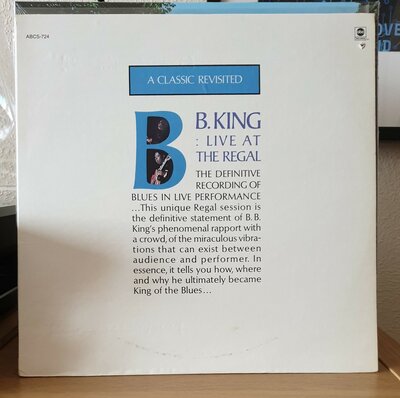 ABCS-724
abc
A CLASSIC REVISITED
B B. KING
: LIVE AT
THE REGAL
THE DEFINITIVE
RECORDING OF
BLUES IN LIVE PERFORMANCE
...This unique Regal session is
the definitive statement of B. B.
King's phenomenal rapport with
a crowd, of the miraculous vibra-
tions that can exist between
audience and performer. In
essence, it tells you how, where
and why he ultimately became
King of the Blues...
OVE